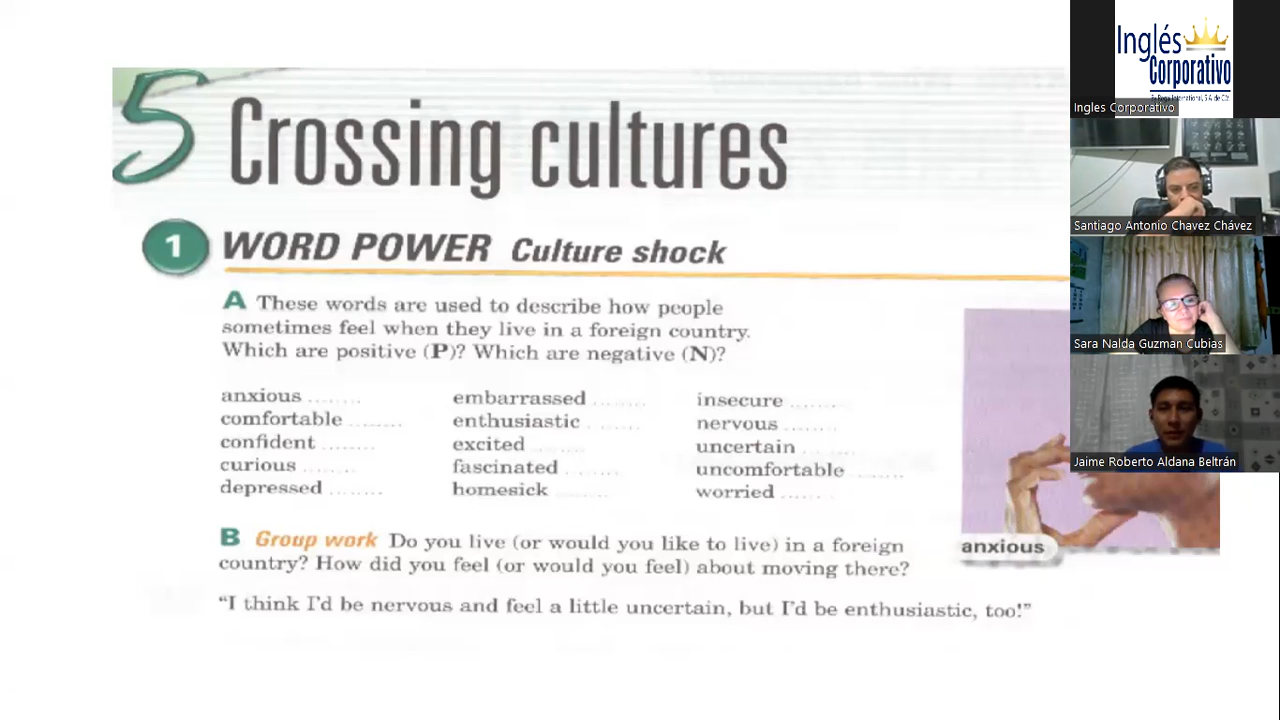 5 Crossing cultures
1 WORD POWER Culture shock
A These words are used to describe how people
sometimes feel when they live in a foreign country.
Which are positive (P)? Which are negative (N)?
anxious ........ embarrassed ........ insecure ........
comfortable ........ enthusiastic ........ nervous ........
confident ........ excited ........ uncertain ........
curious ........ fascinated ........ uncomfortable ........
depressed ........ homesick ........ worried ........
anxious
B Group work Do you live (or would you like to live) in a foreign
country? How did you feel (or would you feel) about moving there?
"I think I'd be nervous and feel a little uncertain, but I'd be enthusiastic, too!"
Inglés
Corporativo
Ingles Corporativo
Santiago Antonio Chavez Chávez
Sara Nalda Guzman Cubias
Jaime Roberto Aldana Beltrán